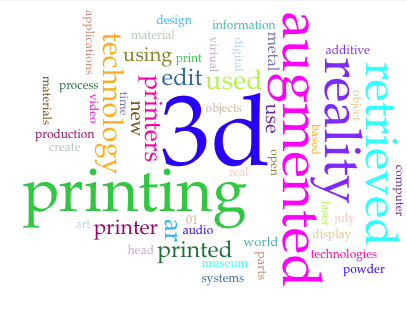 design
information
applications
material
technology
using
print
virtual
digital
metal
augmented
additive
reality
retrieved
materials
process
video
time
new
printers
edit
used
3d
objects
use
object
based
production
create
open
real
computer
printing
art
printer
ar
01
audio
laser
july
display
head
printed
world
museum
systems
parts
technologies
powder